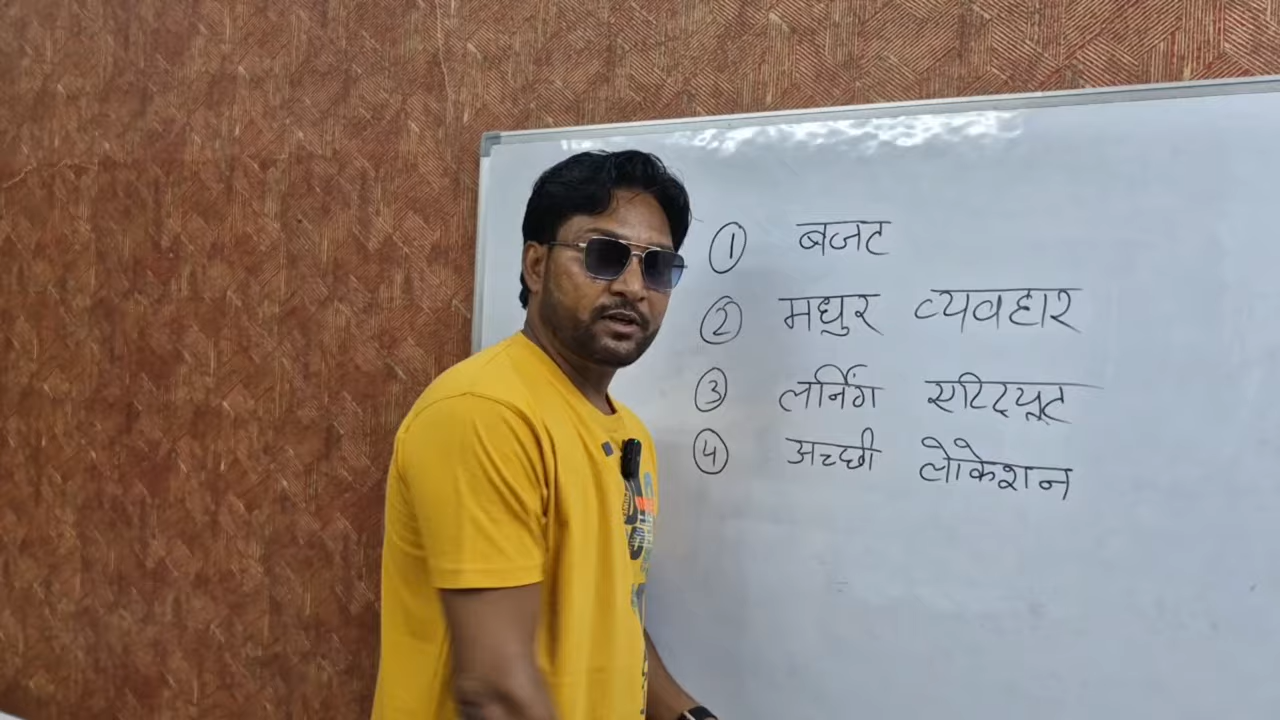 ① बजट
② मधुर व्यवहार
③ लर्निंग एटिट्यूट
④ अच्छी लोकेशन